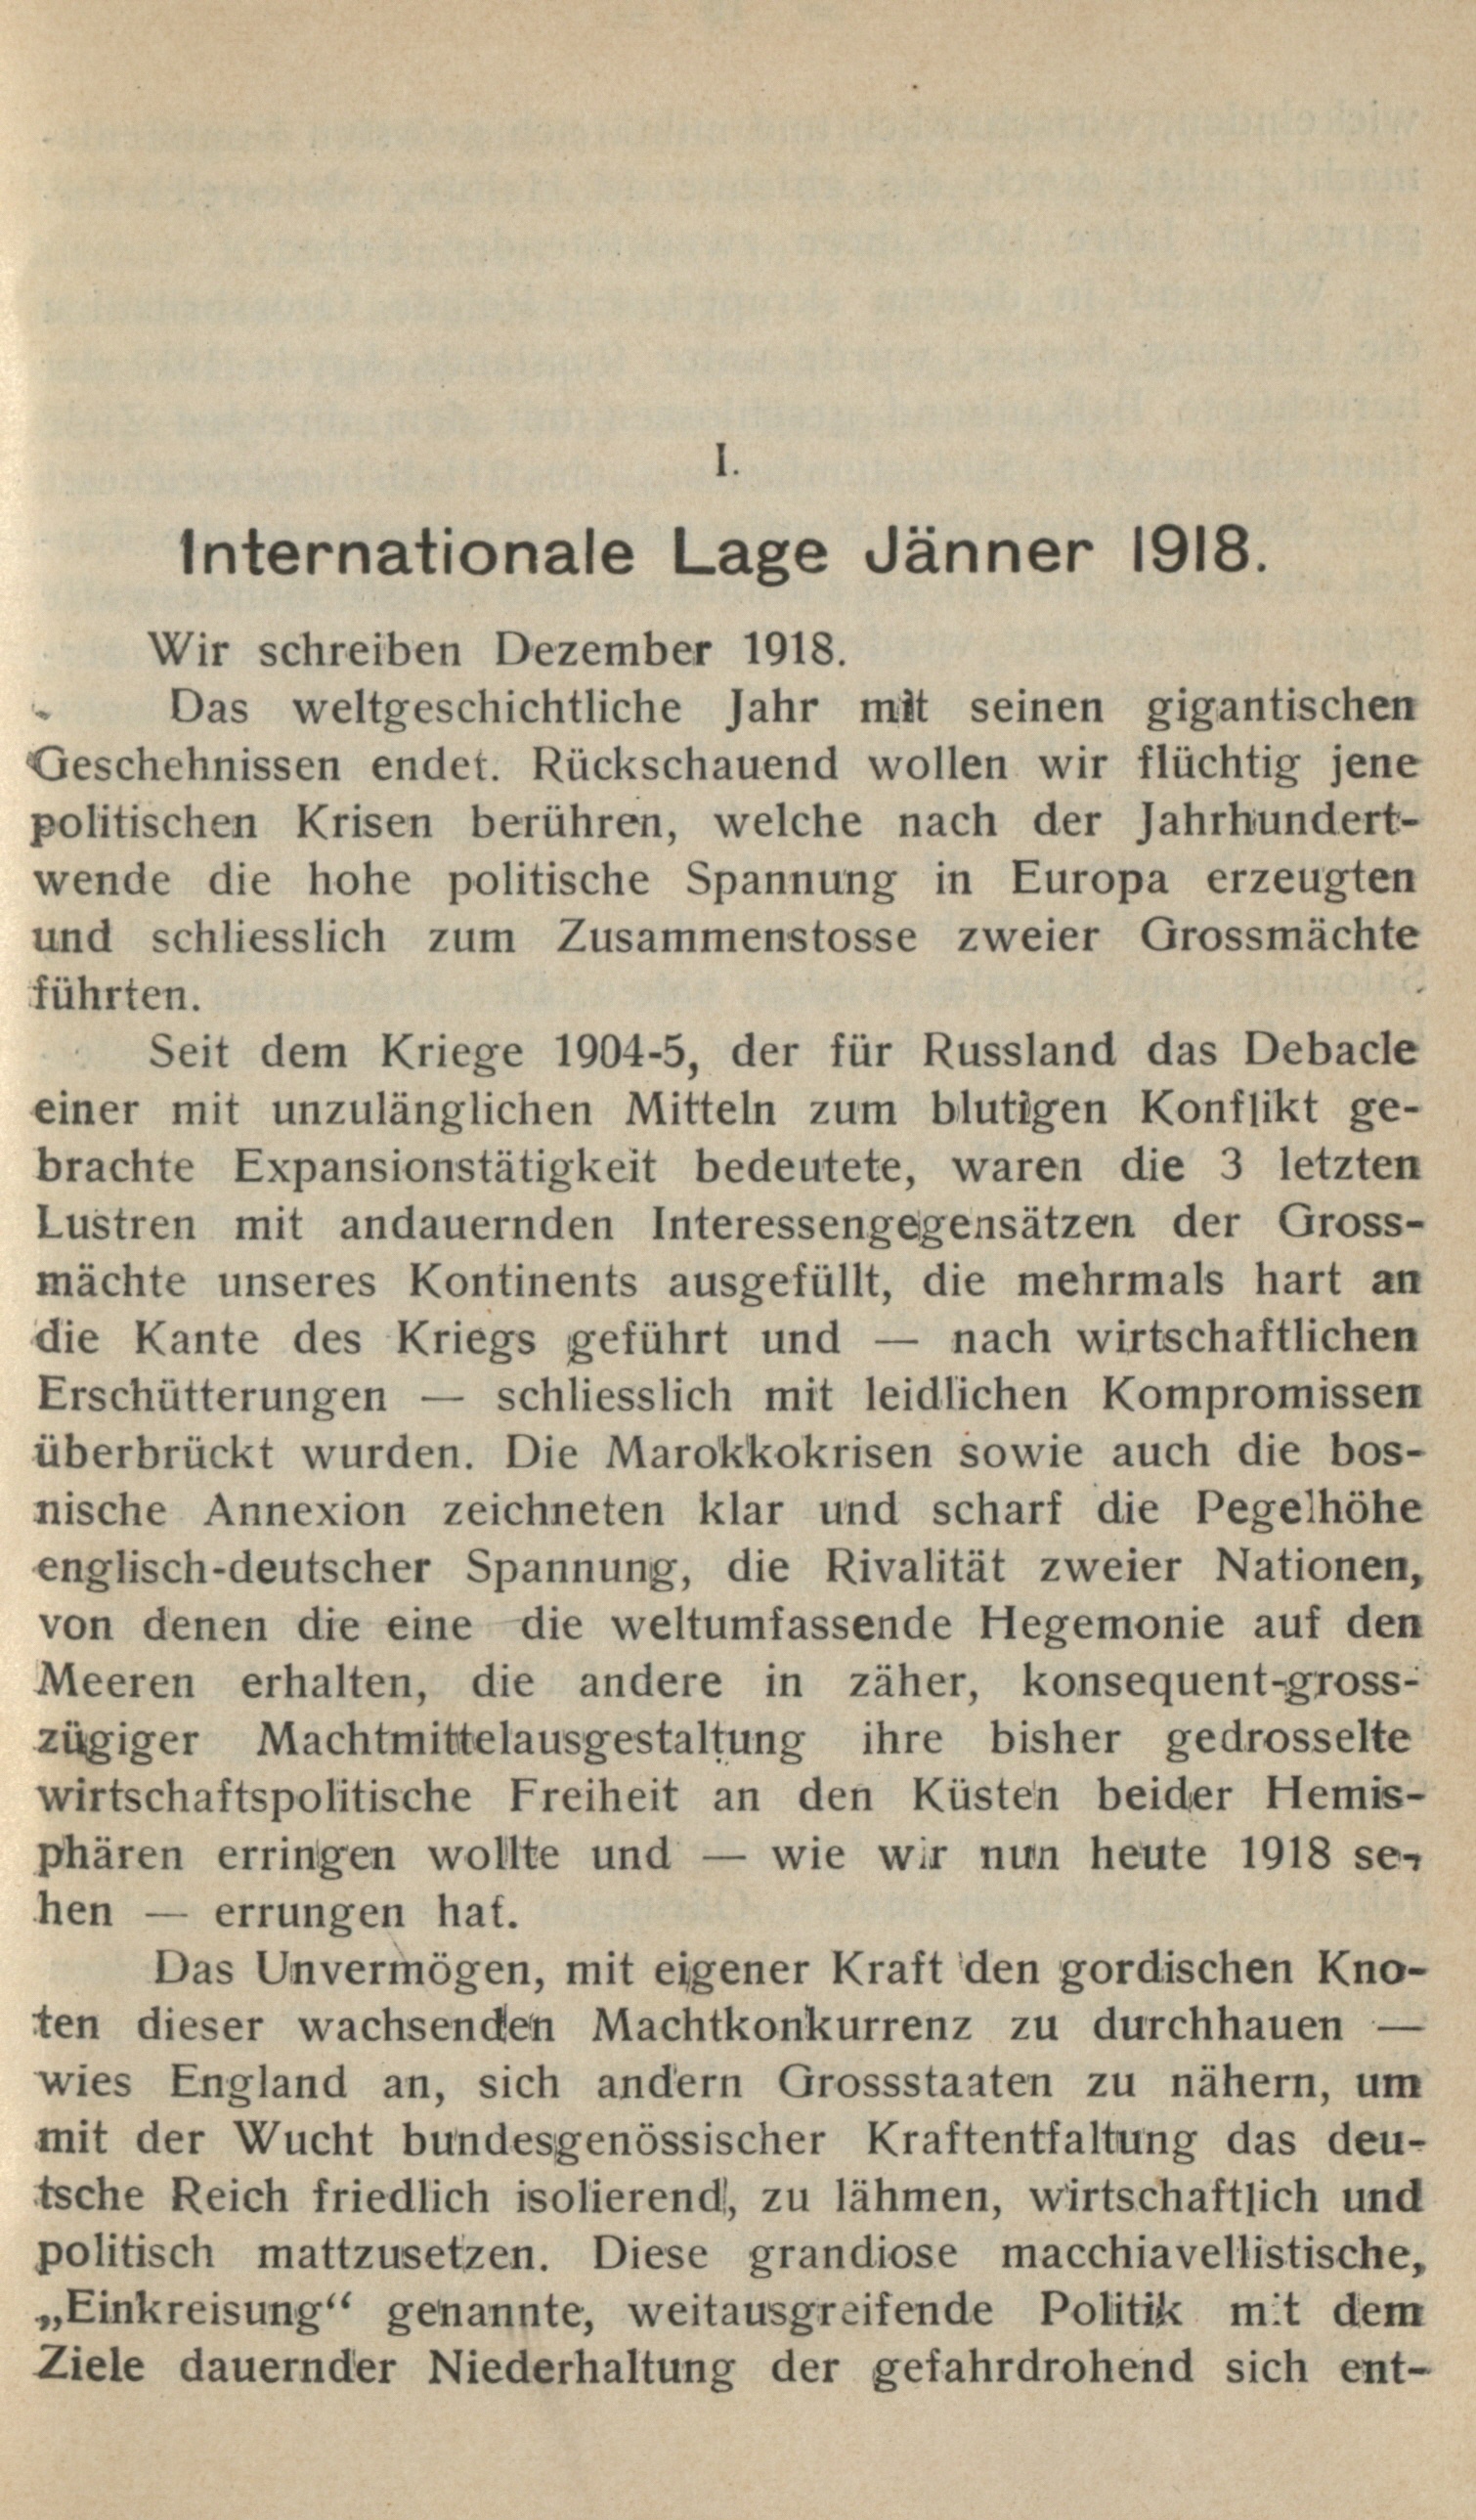 I.
Internationale Lage Jänner 1918.
Wir schreiben Dezember 1918.
Das weltgeschichtliche Jahr mit seinen gigantischen
Geschehnissen endet. Rückschauend wollen wir flüchtig jene
politischen Krisen berühren, welche nach der Jahrhundert-
wende die hohe politische Spannung in Europa erzeugten
und schliesslich zum Zusammenstosse zweier Grossmächte
führten.
Seit dem Kriege 1904-5, der für Russland das Debacle
einer mit unzulänglichen Mitteln zum blutigen Konflikt ge-
brachte Expansionstätigkeit bedeutete, waren die 3 letzten
Lustren mit andauernden Interessengegensätzen der Gross-
mächte unseres Kontinents ausgefüllt, die mehrmals hart an
die Kante des Kriegs geführt und — nach wirtschaftlichen
Erschütterungen — schliesslich mit leidlichen Kompromissen
überbrückt wurden. Die Marokkokrisen sowie auch die bos-
nische Annexion zeichneten klar und scharf die Pegelhöhe
englisch-deutscher Spannung, die Rivalität zweier Nationen,
von denen die eine die weltumfassende Hegemonie auf den
Meeren erhalten, die andere in zäher, konsequent-gross-
zügiger Machtmittelausgestaltung ihre bisher gedrosselte
wirtschaftspolitische Freiheit an den Küsten beider Hemis-
phären erringen wollte und — wie wir nun heute 1918 se-
hen — errungen hat.
Das Unvermögen, mit eigener Kraft den gordischen Kno-
ten dieser wachsenden Machtkonkurrenz zu durchhauen —
wies England an, sich andern Grossstaaten zu nähern, um
mit der Wucht bundesgenössischer Kraftentfaltung das deu-
tsche Reich friedlich isolierend, zu lähmen, wirtschaftlich und
politisch mattzusetzen. Diese grandiose macchiavellistische,
„Einkreisung“ genannte, weitausgreifende Politik mit dem
Ziele dauernder Niederhaltung der gefahrdrohend sich ent-